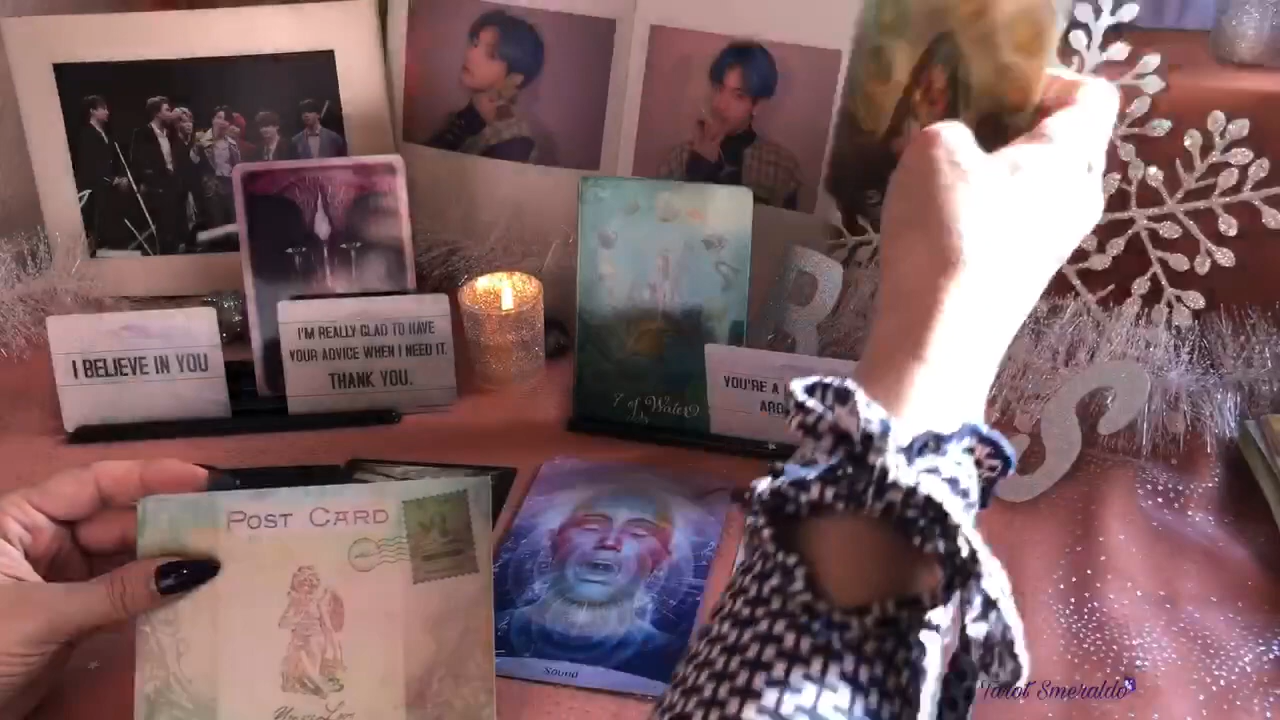 I BELIEVE IN YOU
I'M REALLY GLAD TO HAVE
YOUR ADVICE WHEN I NEED IT.
THANK YOU.
7 of Water
YOU'RE A
POST CARD
Sound
Tarot Smeraldo